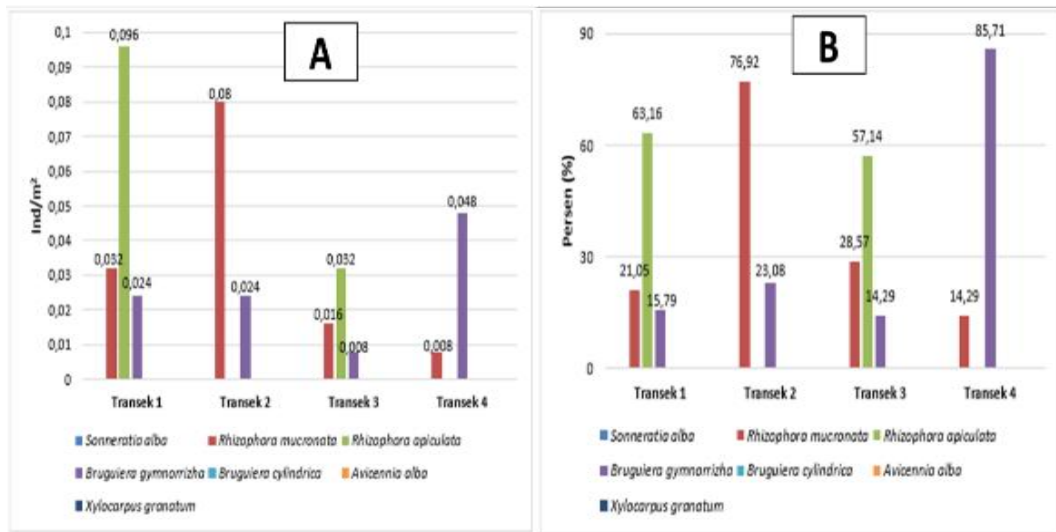 A
0,1
0,09
0,08
0,07
0,06
0,05
0,04
0,03
0,02
0,01
0
Ind/m²
0,032
0,096
0,024
0,08
0,024
0,016
0,032
0,008
0,008
0,048
Transek 1 Transek 2 Transek 3 Transek 4
Sonneratia alba Rhizophora mucronata Rhizophora apiculata
Bruguiera gymnorrizha Bruguiera cylindrica Avicennia alba
Xylocarpus granatum
B
90
60
30
0
Persen (%)
21,05
63,16
15,79
76,92
23,08
28,57
57,14
14,29
14,29
85,71
Transek 1 Transek 2 Transek 3 Transek 4
Sonneratia alba Rhizophora mucronata Rhizophora apiculata
Bruguiera gymnorrizha Bruguiera cylindrica Avicennia alba
Xylocarpus granatum